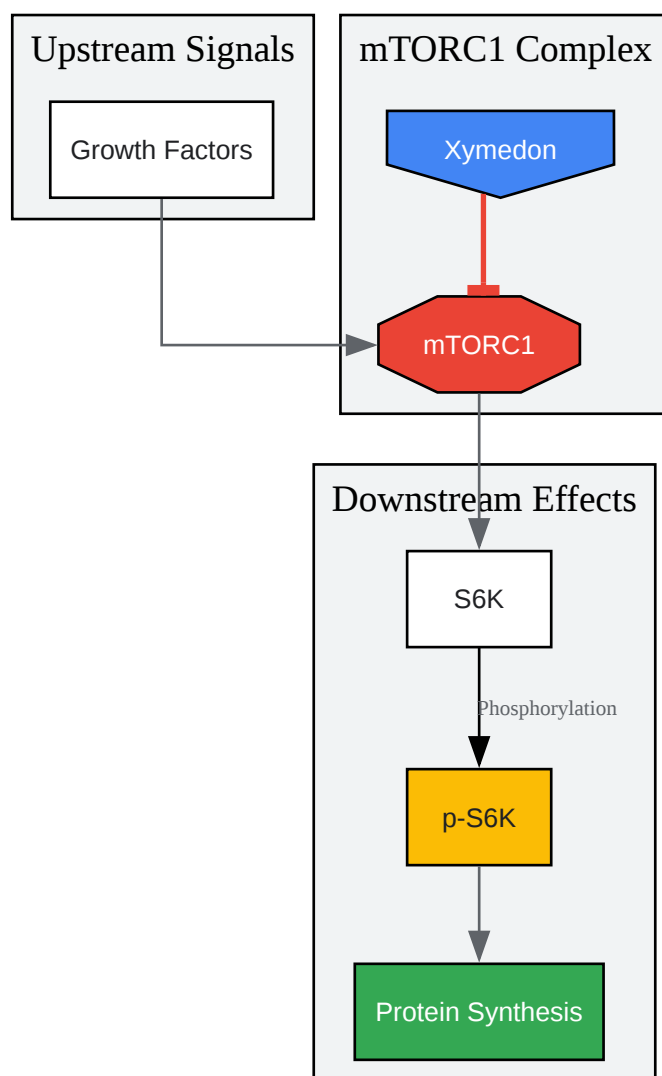 Upstream Signals
Growth Factors
mTORC1 Complex
Xymedon
mTORC1
Downstream Effects
S6K
Phosphorylation
p-S6K
Protein Synthesis